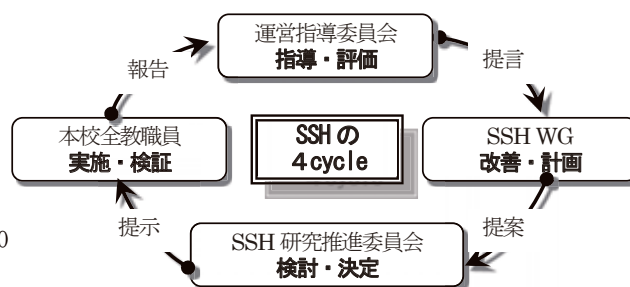 運営指導委員会
指導・評価
報告
提言
本校全教職員
実施・検証
SSHの
4cycle
SSH WG
改善・計画
提示
提案
SSH 研究推進委員会
検討・決定
0